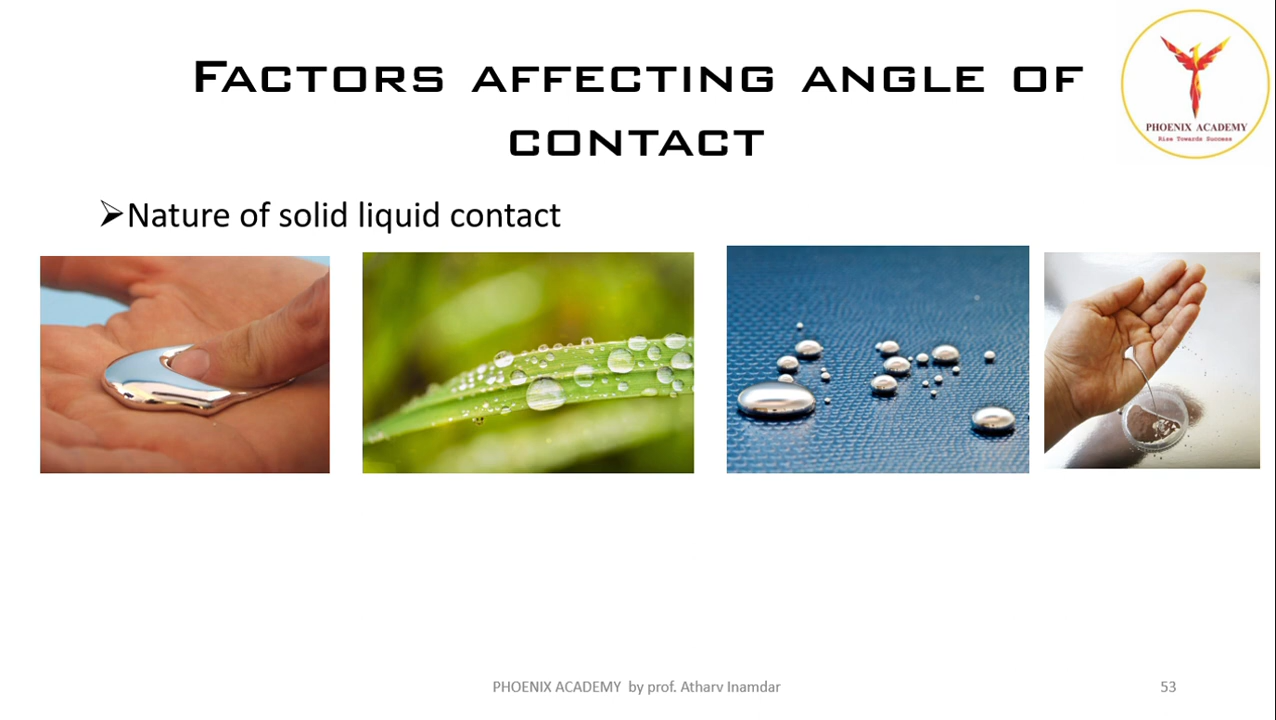 FACTORS AFFECTING ANGLE OF
CONTACT
PHOENIX ACADEMY
Rise Towards Success
➢Nature of solid liquid contact
PHOENIX ACADEMY by prof. Atharv Inamdar
53